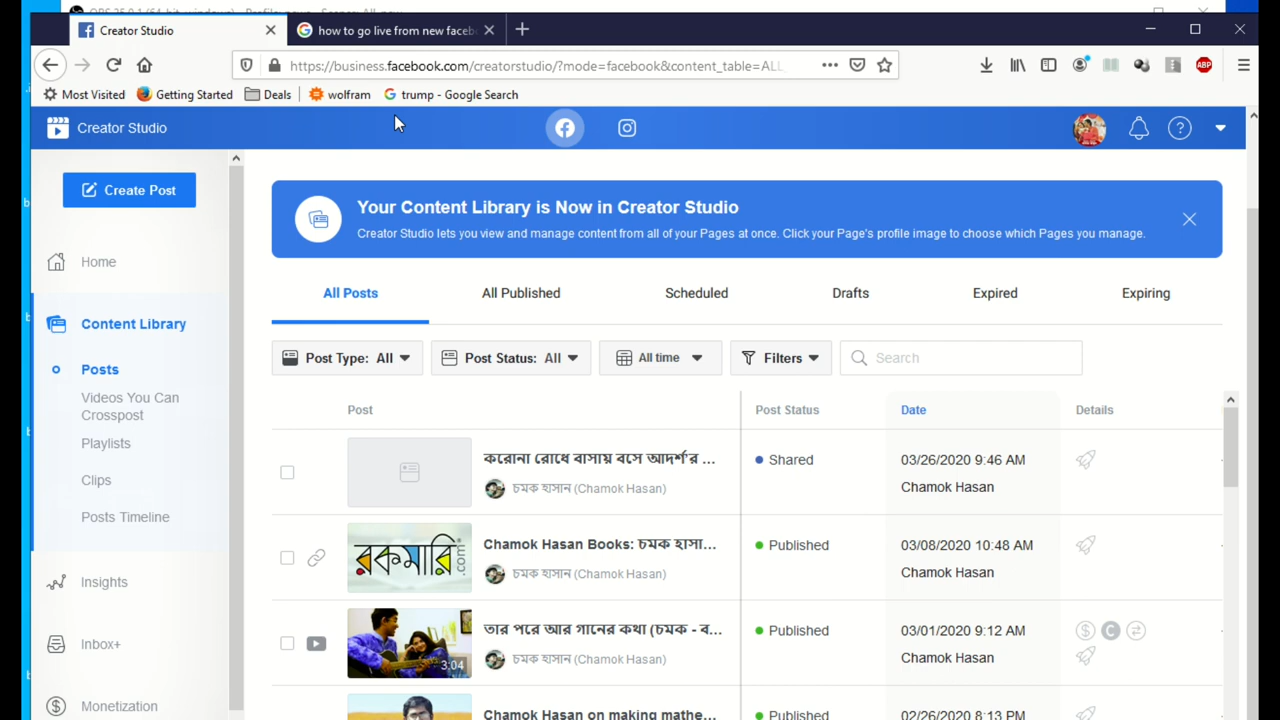 Creator Studio
how to go live from new faceb
https://business.facebook.com/creatorstudio/?mode=facebook&content_table=ALL
Most Visited
Getting Started
Deals
wolfram
trump - Google Search
ABP
Creator Studio
Create Post
Your Content Library is Now in Creator Studio
Creator Studio lets you view and manage content from all of your Pages at once. Click your Page's profile image to choose which Pages you manage.
Home
All Posts
All Published
Scheduled
Drafts
Expired
Expiring
Content Library
Post Type: All
Post Status: All
All time
Filters
Search
Posts
Videos You Can
Crosspost
Playlists
Clips
Posts Timeline
Insights
Inbox+
Monetization
Post
Post Status
Date
Details
করোনা রোধে বাসায় বসে আদর্শ'র ...
চমক হাসান (Chamok Hasan)
Shared
03/26/2020 9:46 AM
Chamok Hasan
রকমারি
.com
Chamok Hasan Books: চমক হাসা...
চমক হাসান (Chamok Hasan)
Published
03/08/2020 10:48 AM
Chamok Hasan
3:04
তার পরে আর গানের কথা (চমক - ব...
চমক হাসান (Chamok Hasan)
Published
03/01/2020 9:12 AM
Chamok Hasan
Chamok Hasan on making mathe...
Published
02/26/2020 8:13 PM